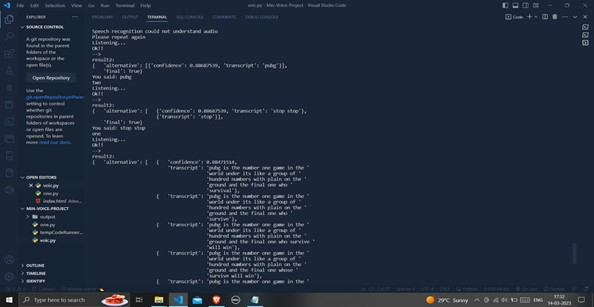 File Edit Selection View Go Run Terminal Help
voic.py - Min-Voice-Project - Visual Studio Code
EXPLORER
SOURCE CONTROL
A git repository was
found in the parent
folders of the
workspace or the
open file(s).
Open Repository
Use the
setting to control
whether git
repositories in parent
folders of workspaces
or open files are
opened. To learn
more read our docs.
OPEN EDITORS
voic.py
one.py
index.html
MIN-VOICE-PROJECT
output
one.py
tempCodeRunner...
voic.py
OUTLINE
TIMELINE
IDENTIFY
PROBLEMS OUTPUT TERMINAL COMMENTS DEBUG CONSOLE
Code
Speech recognition could not understand audio
Please repeat again
Listening...
Ok!!
-->
result2:
{ 'alternative': [{'confidence': 0.88687539, 'transcript': 'pubg'}],
'final': True}
You said: pubg
Two
Listening...
Ok!!
-->
result2:
{ 'alternative': [ {'confidence': 0.88687539, 'transcript': 'stop stop'},
{'transcript': 'stop'}],
'final': True}
You said: stop stop
one
Listening...
Ok!!
-->
result2:
{ 'alternative': [ { 'confidence': 0.88471514,
'transcript': 'pubg is the number one game in the '
'world under its like a group of '
'hundred numbers with plain on the '
'ground and the final one who '
'survival'},
{ 'transcript': 'pubg is the number one game in the '
'world under its like a group of '
'hundred numbers with plain on the '
'ground and the final one who '
'survive'},
{ 'transcript': 'pubg is the number one game in the '
'world under its like a group of '
'hundred numbers plain on the '
'ground and the final one who survive '
'will win'},
{ 'transcript': 'pubg is the number one game in the '
'world under its like a group of '
'hundred numbers with plain on the '
'ground and the final one whose '
'survive will win'},
{ 'transcript': 'pubg is the number one game in the '
Type here to search
29°C Sunny
17:32
14-03-2023